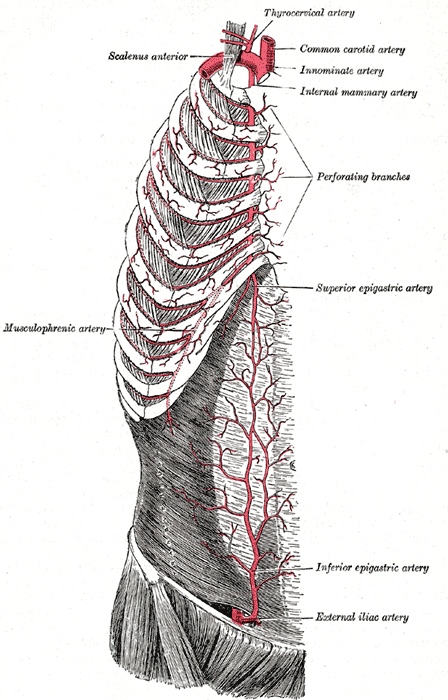 Thyrocervical artery
Scalenus anterior
Common carotid artery
Innominate artery
Internal mammary artery
Perforating branches
Superior epigastric artery
Musculophrenic artery
Inferior epigastric artery
External iliac artery